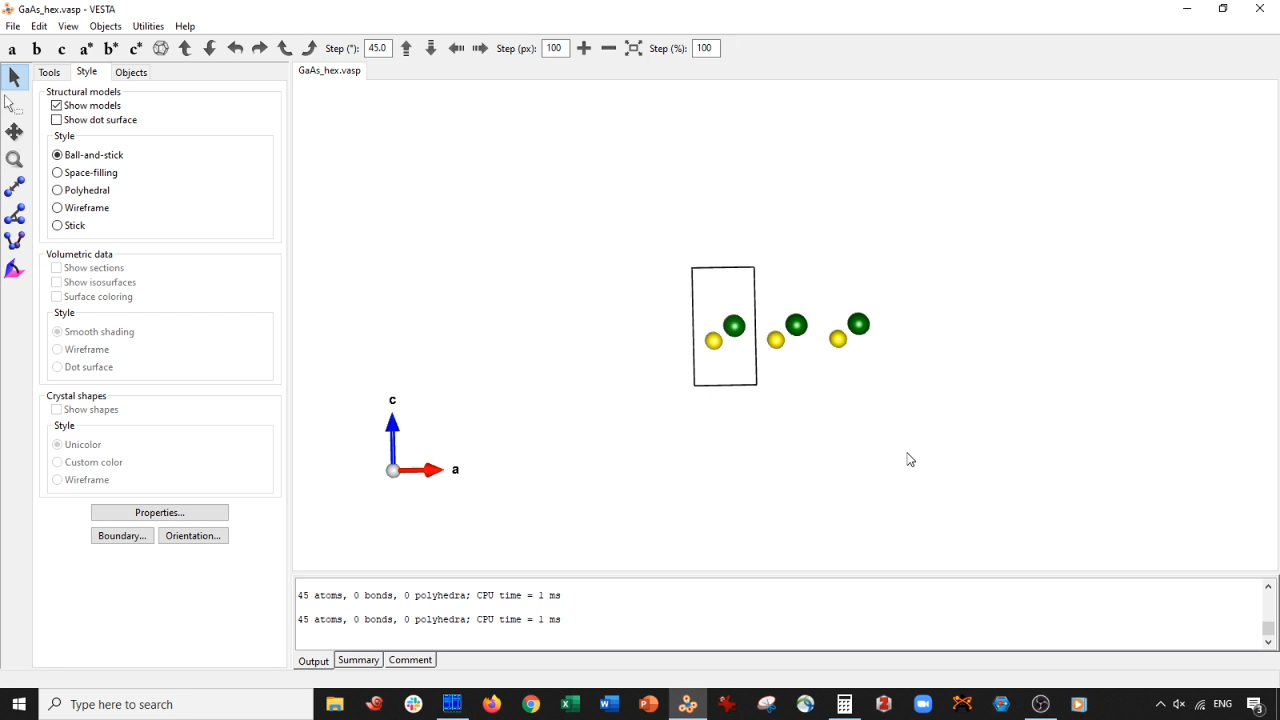 GaAs_hex.vasp - VESTA
File Edit View Objects Utilities Help
a b c a* b* c* Step (°): 45.0 Step (px): 100 Step (%): 100
Tools Style Objects
GaAs_hex.vasp
Structural models
Show models
Show dot surface
Style
Ball-and-stick
Space-filling
Polyhedral
Wireframe
Stick
Volumetric data
Show sections
Show isosurfaces
Surface coloring
Style
Smooth shading
Wireframe
Dot surface
Crystal shapes
Show shapes
Style
Unicolor
Custom color
Wireframe
Properties...
Boundary... Orientation...
c
a
45 atoms, 0 bonds, 0 polyhedra; CPU time = 1 ms
45 atoms, 0 bonds, 0 polyhedra; CPU time = 1 ms
Output Summary Comment
Type here to search
ENG
3